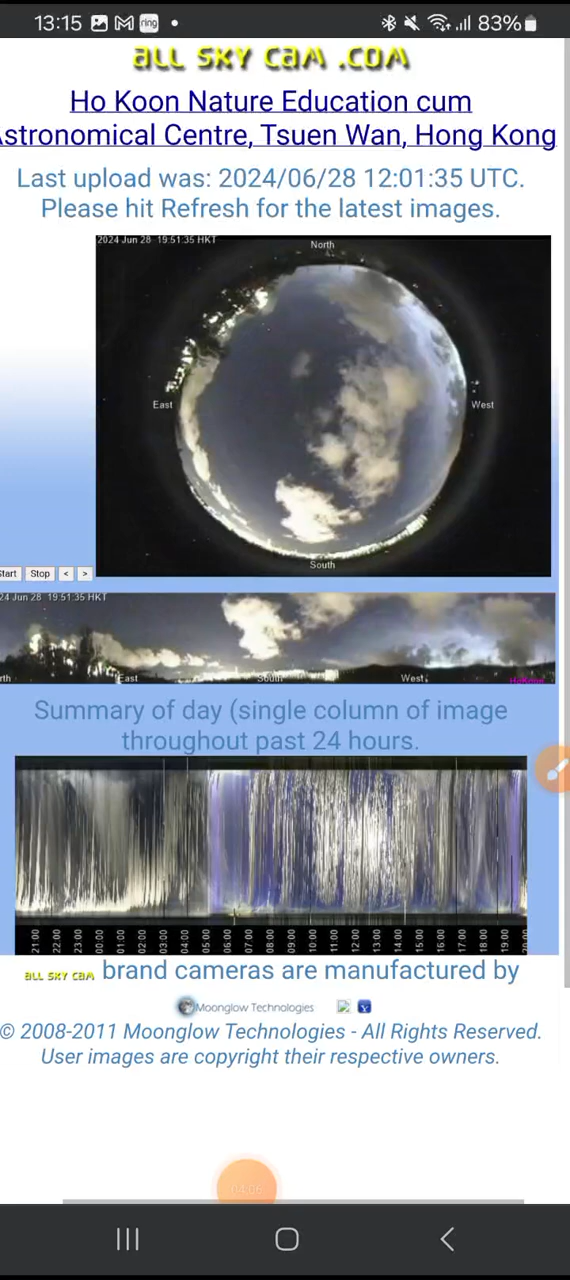 13:15 ring 83%
ALL SKY CAM .COM
Ho Koon Nature Education cum
Astronomical Centre, Tsuen Wan, Hong Kong
Last upload was: 2024/06/28 12:01:35 UTC.
Please hit Refresh for the latest images.
2024 Jun 28 19:51:35 HKT
North
East
West
South
Start Stop < >
24 Jun 28 19:51:35 HKT
rth East South West
Summary of day (single column of image
throughout past 24 hours.
21:00 22:00 23:00 00:00 01:00 02:00 03:00 04:00 05:00 06:00 07:00 08:00 09:00 10:00 11:00 12:00 13:00 14:00 15:00 16:00 17:00 18:00 19:00
ALL SKY CAM brand cameras are manufactured by
Moonglow Technologies
© 2008-2011 Moonglow Technologies - All Rights Reserved.
User images are copyright their respective owners.
04:06